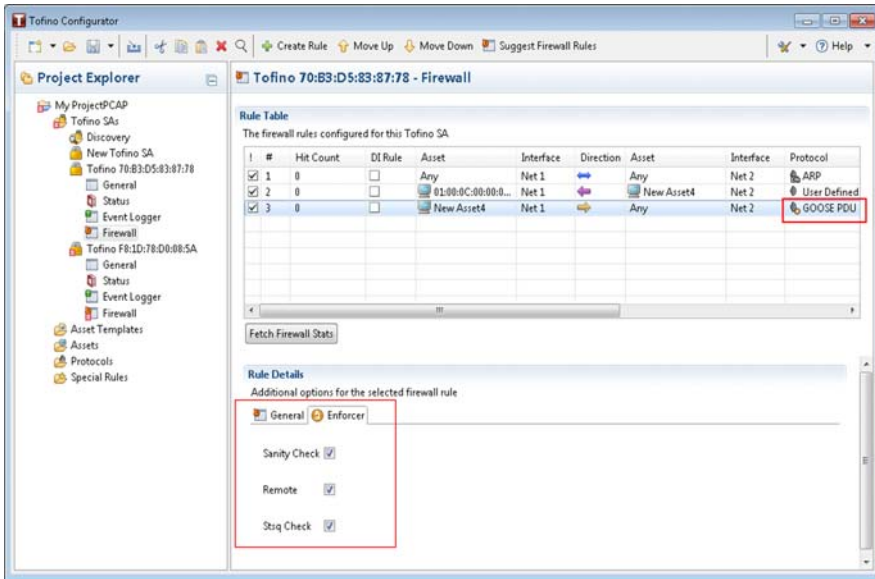 Tofino Configurator
Create Rule Move Up Move Down Suggest Firewall Rules Help
Project Explorer
My ProjectPCAP
Tofino SAs
Discovery
New Tofino SA
Tofino 70:B3:D5:83:87:78
General
Status
Event Logger
Firewall
Tofino F8:1D:78:D0:08:5A
General
Status
Event Logger
Firewall
Asset Templates
Assets
Protocols
Special Rules
Tofino 70:B3:D5:83:87:78 - Firewall
Rule Table
The firewall rules configured for this Tofino SA
! # Hit Count DI Rule Asset Interface Direction Asset Interface Protocol
1 0 Any Net 1 Any Net 2 ARP
2 0 01:00:0C:00:00:0... Net 1 New Asset4 Net 2 User Defined
3 0 New Asset4 Net 1 Any Net 2 GOOSE PDU
Fetch Firewall Stats
Rule Details
Additional options for the selected firewall rule
General Enforcer
Sanity Check
Remote
Stsq Check